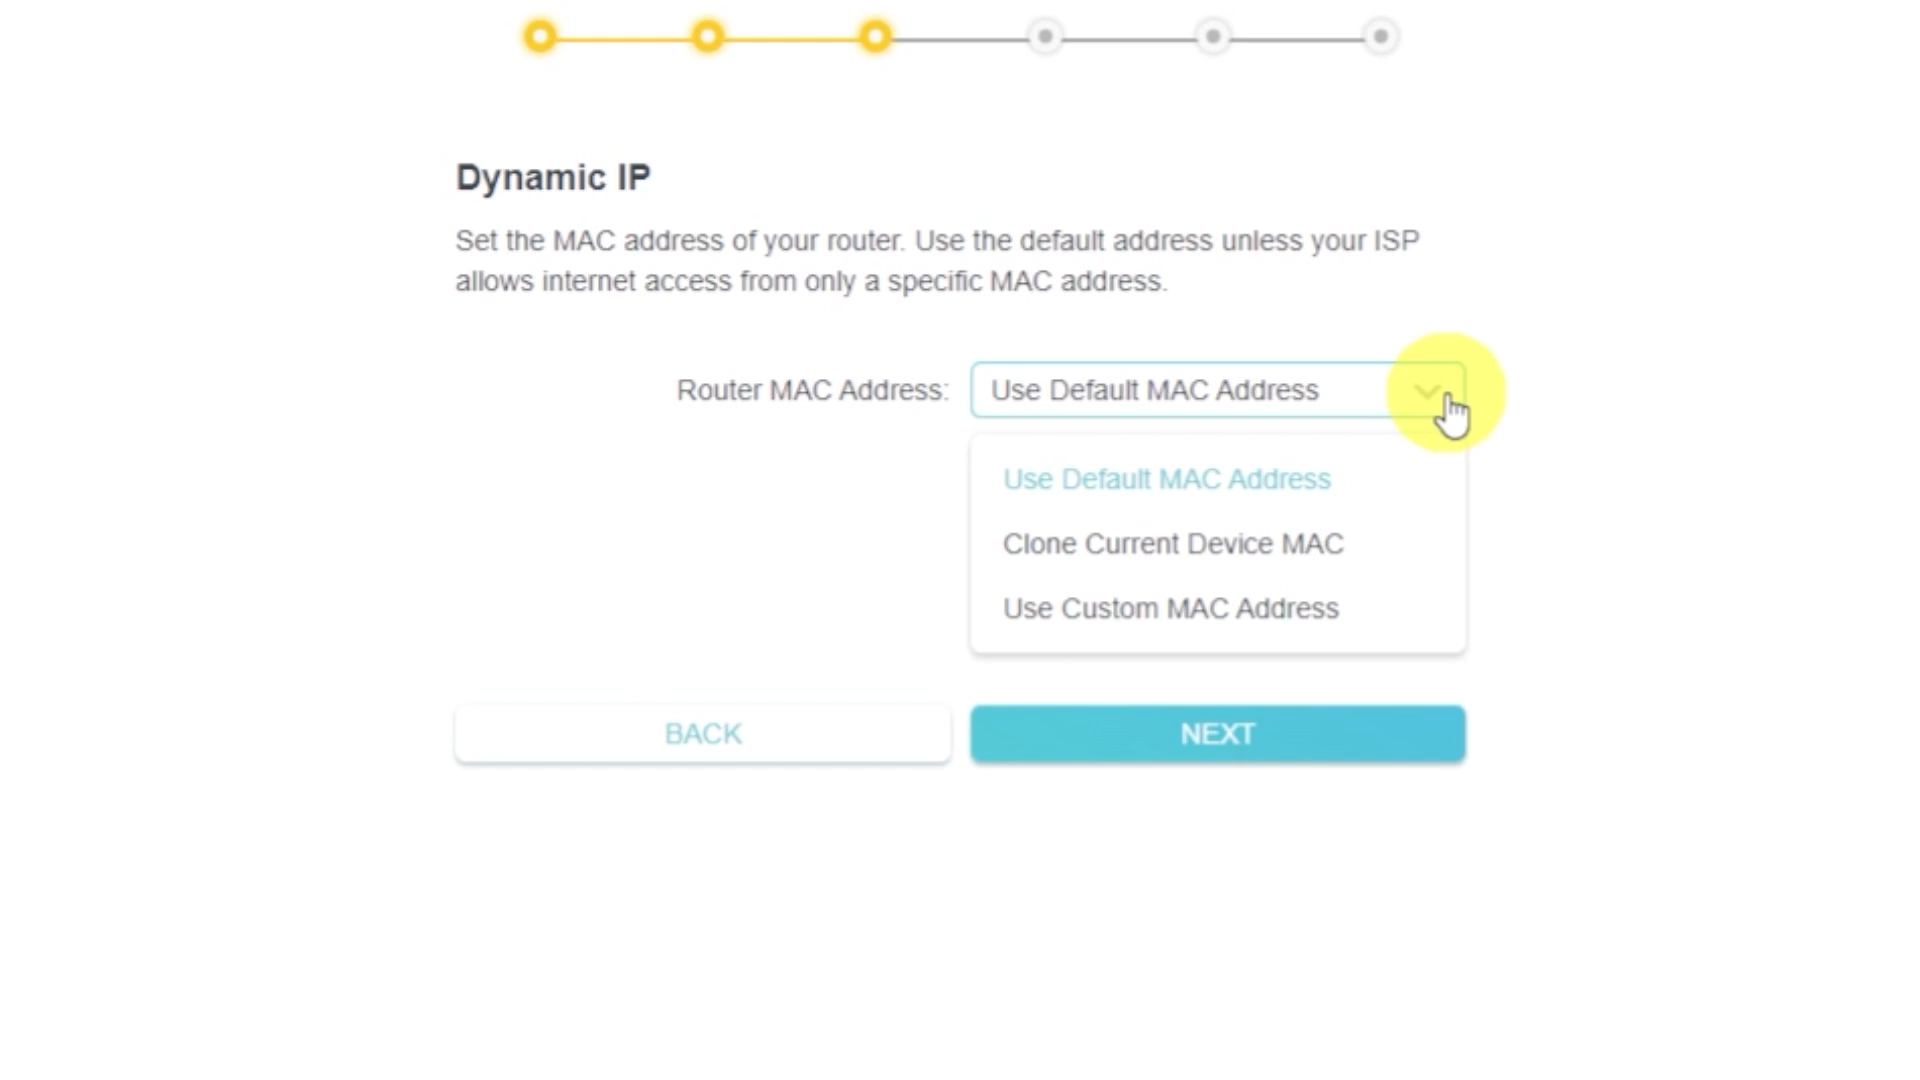 Dynamic IP
Set the MAC address of your router. Use the default address unless your ISP
allows internet access from only a specific MAC address.
Router MAC Address: Use Default MAC Address
Use Default MAC Address
Clone Current Device MAC
Use Custom MAC Address
BACK NEXT